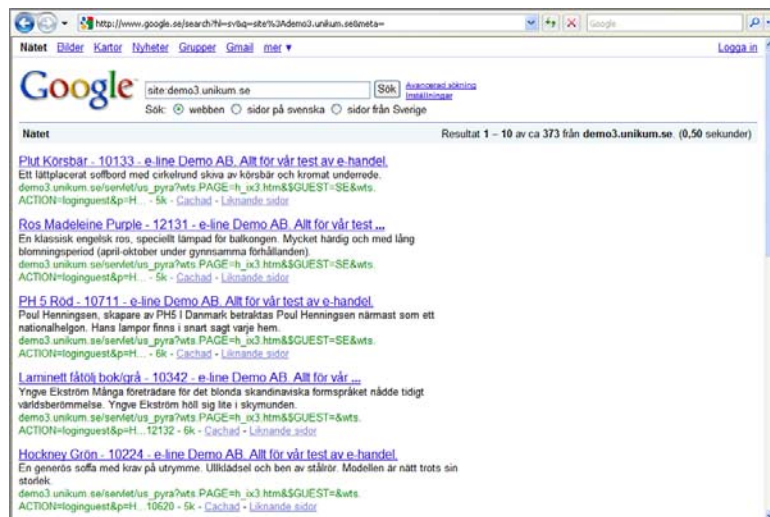 http://www.google.se/search?hl=sv&q=site%3Ademo3.unikum.se&meta=
Google
Nätet Bilder Kartor Nyheter Grupper Gmail mer ▼ Logga in
Google
site:demo3.unikum.se Sök Avancerad sökning
Inställningar
Sök: webben sidor på svenska sidor från Sverige
Nätet Resultat 1 – 10 av ca 373 från demo3.unikum.se. (0,50 sekunder)
Plut Körsbär - 10133 - e-line Demo AB. Allt för vår test av e-handel.
Ett lättplacerat soffbord med cirkelrund skiva av körsbär och kromat underrede.
demo3.unikum.se/servlet/us_pyra?wts.PAGE=h_ix3.htm&$GUEST=SE&wts.
ACTION=loginguest&p=H... - 5k - Cachad - Liknande sidor
Ros Madeleine Purple - 12131 - e-line Demo AB. Allt för vår test ...
En klassisk engelsk ros, speciellt lämpad för balkongen. Mycket härdig och med lång
blomningsperiod (april-oktober under gynnsamma förhållanden).
demo3.unikum.se/servlet/us_pyra?wts.PAGE=h_ix3.htm&$GUEST=SE&wts.
ACTION=loginguest&p=H... - 5k - Cachad - Liknande sidor
PH 5 Röd - 10711 - e-line Demo AB. Allt för vår test av e-handel.
Poul Henningsen, skapare av PH5 I Danmark betraktas Poul Henningsen närmast som ett
nationalhelgon. Hans lampor finns i snart sagt varje hem.
demo3.unikum.se/servlet/us_pyra?wts.PAGE=h_ix3.htm&$GUEST=SE&wts.
ACTION=loginguest&p=H... - 6k - Cachad - Liknande sidor
Laminett fåtölj bok/grå - 10342 - e-line Demo AB. Allt för vår ...
Yngve Ekström Många företrädare för det blonda skandinaviska formspråket nådde tidigt
världsberömmelse. Yngve Ekström höll sig lite i skymunden.
demo3.unikum.se/servlet/us_pyra?wts.PAGE=h_ix3.htm&$GUEST=&wts.
ACTION=loginguest&p=H...12132 - 6k - Cachad - Liknande sidor
Hockney Grön - 10224 - e-line Demo AB. Allt för vår test av e-handel.
En generös soffa med krav på utrymme. Ullklädsel och ben av stålrör. Modellen är nätt trots sin
storlek.
demo3.unikum.se/servlet/us_pyra?wts.PAGE=h_ix3.htm&$GUEST=&wts.
ACTION=loginguest&p=H...10620 - 5k - Cachad - Liknande sidor